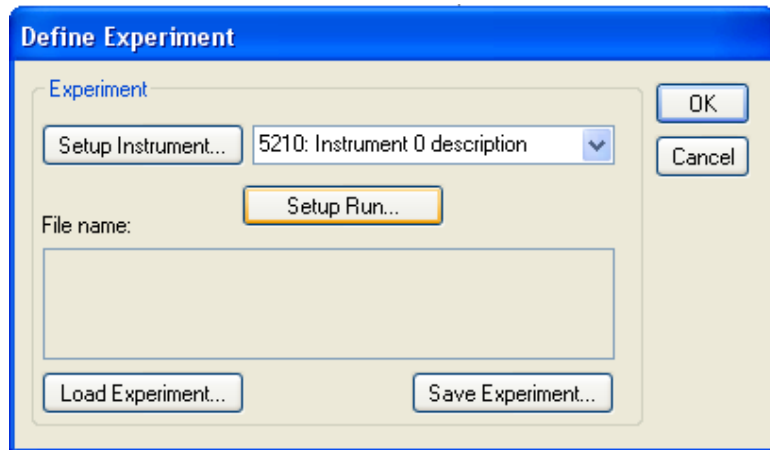 Define Experiment
Experiment
OK
Setup Instrument...
5210: Instrument 0 description
Cancel
Setup Run...
File name:
Load Experiment...
Save Experiment...